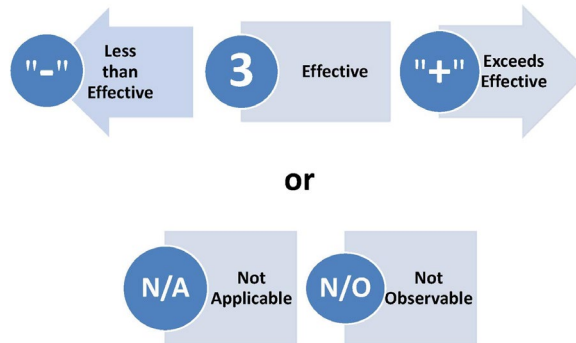 "-"
Less
than
Effective
3
Effective
"+"
Exceeds
Effective
or
N/A
Not
Applicable
N/O
Not
Observable